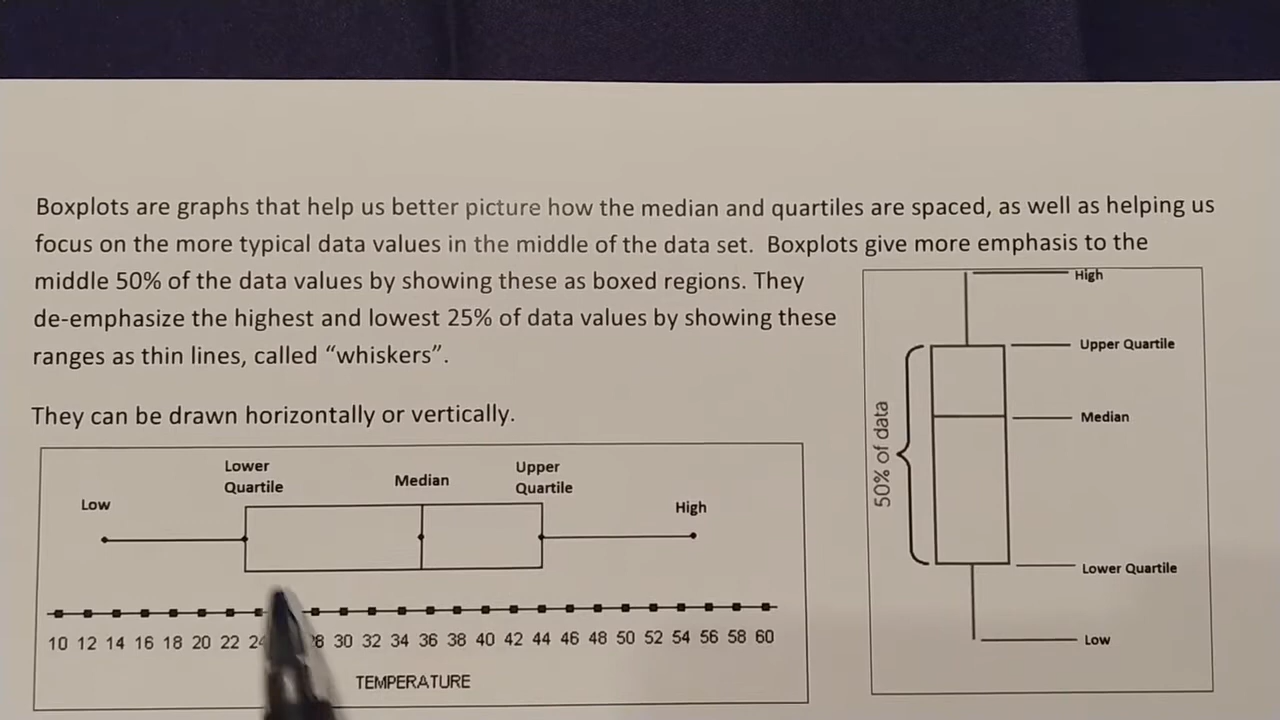 Boxplots are graphs that help us better picture how the median and quartiles are spaced, as well as helping us
focus on the more typical data values in the middle of the data set. Boxplots give more emphasis to the
middle 50% of the data values by showing these as boxed regions. They
de-emphasize the highest and lowest 25% of data values by showing these
ranges as thin lines, called “whiskers”.
They can be drawn horizontally or vertically.
Low
Lower
Quartile
Median
Upper
Quartile
High
10 12 14 16 18 20 22 24 30 32 34 36 38 40 42 44 46 48 50 52 54 56 58 60
TEMPERATURE
High
Upper Quartile
Median
50% of data
Lower Quartile
Low